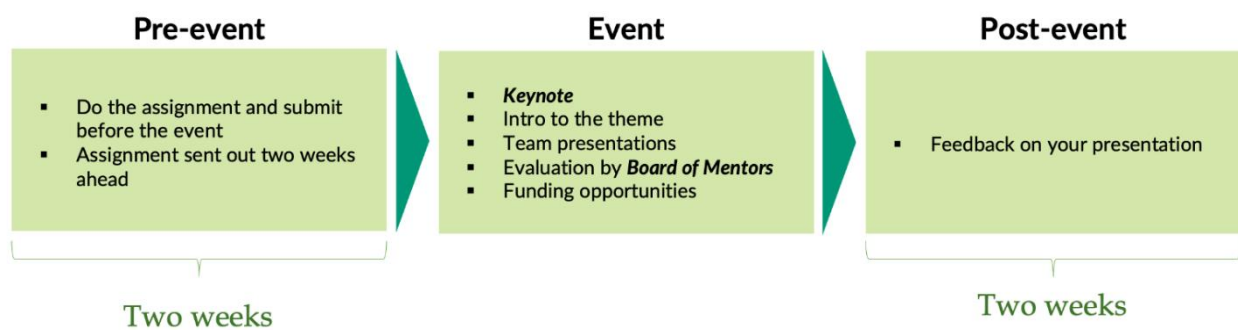 Pre-event
▪ Do the assignment and submit
before the event
▪ Assignment sent out two weeks
ahead
Two weeks
Event
▪ Keynote
▪ Intro to the theme
▪ Team presentations
▪ Evaluation by Board of Mentors
▪ Funding opportunities
Post-event
▪ Feedback on your presentation
Two weeks